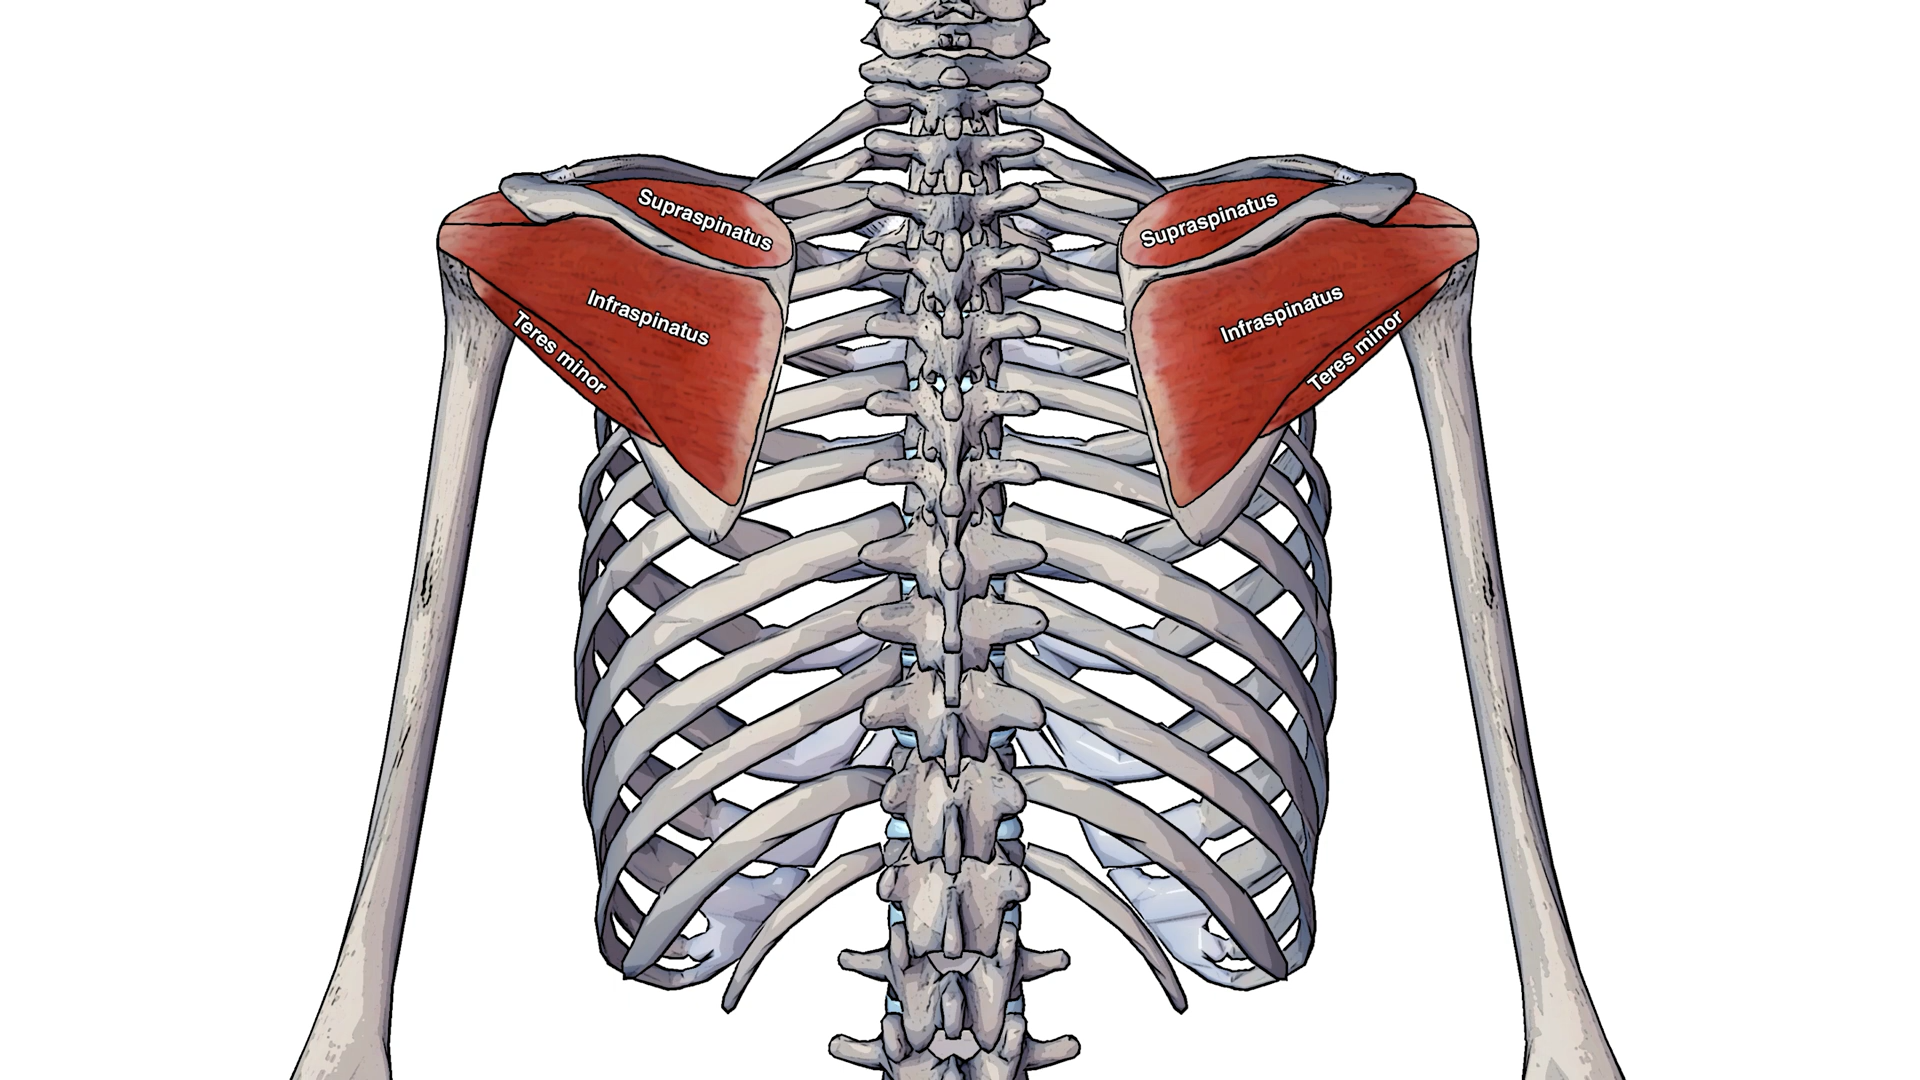 Supraspinatus
Supraspinatus
Infraspinatus
Infraspinatus
Teres minor
Teres minor